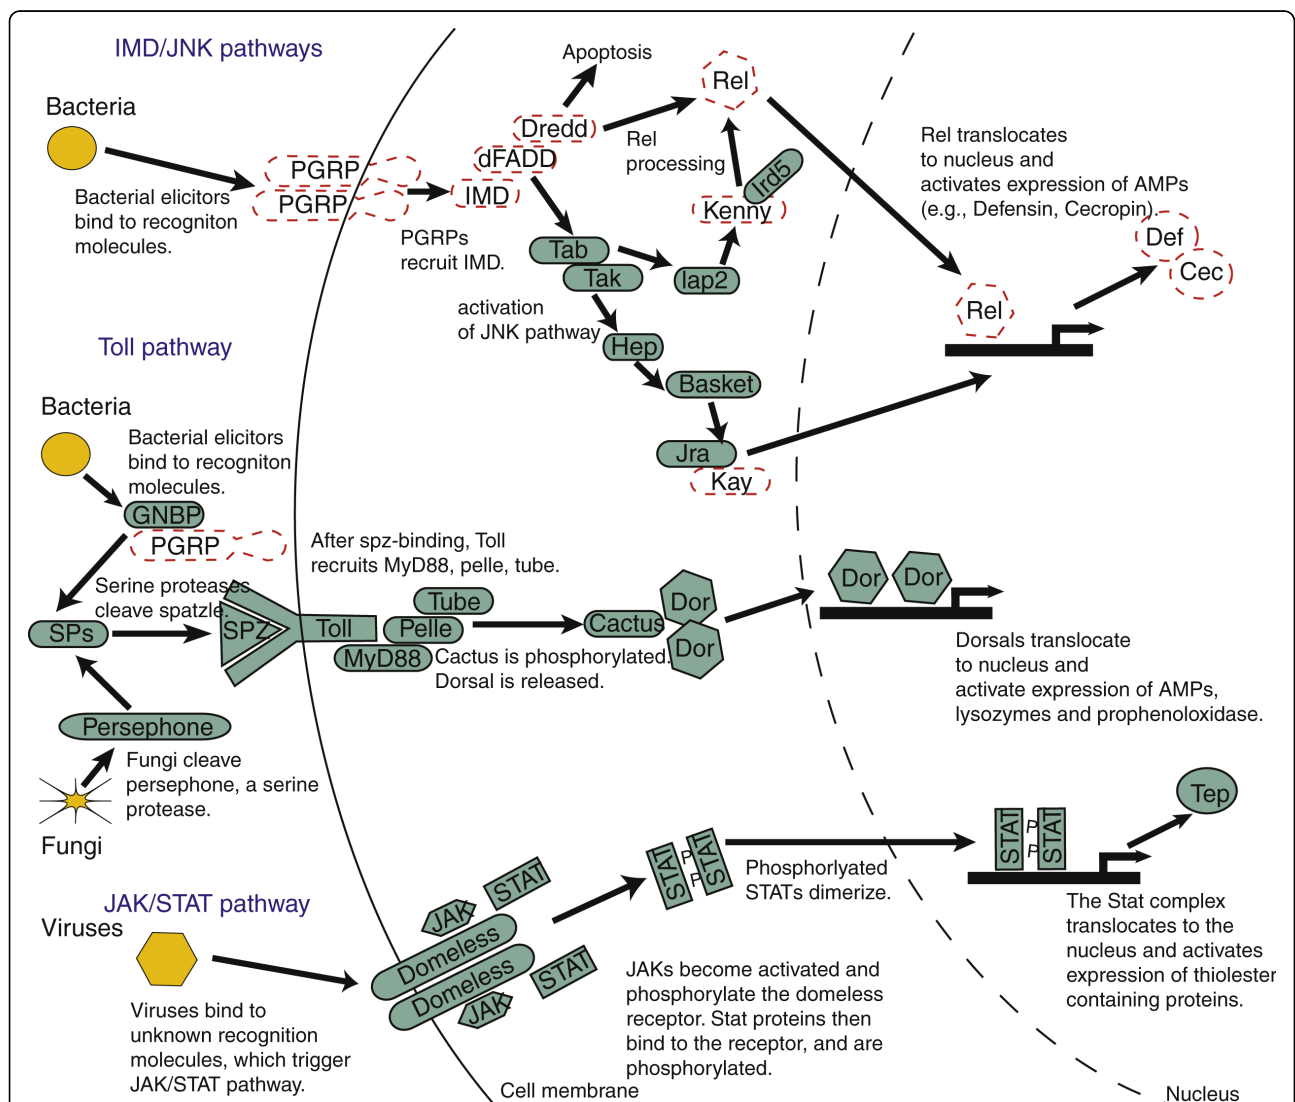 IMD/JNK pathways
Bacteria
Bacterial elicitors
bind to recogniton
molecules.
PGRP
PGRP
PGRPs
recruit IMD.
IMD
dFADD
Dredd
Apoptosis
Rel
processing
Rel
Ird5
Kenny
Tab
Tak
Iap2
activation
of JNK pathway
Hep
Basket
Jra
Kay
Rel translocates
to nucleus and
activates expression of AMPs
(e.g., Defensin, Cecropin).
Def
Cec
Rel
Toll pathway
Bacteria
Bacterial elicitors
bind to recogniton
molecules.
GNBP
PGRP
Serine proteases
cleave spatzle.
SPs
SPZ
Toll
After spz-binding, Toll
recruits MyD88, pelle, tube.
Tube
Pelle
MyD88
Cactus
Dor
Dor
Cactus is phosphorylated.
Dorsal is released.
Dor
Dor
Dorsals translocate
to nucleus and
activate expression of AMPs,
lysozymes and prophenoloxidase.
Persephone
Fungi cleave
persephone, a serine
protease.
Fungi
JAK/STAT pathway
Viruses
Viruses bind to
unknown recognition
molecules, which trigger
JAK/STAT pathway.
JAK
STAT
Domeless
Domeless
JAK
STAT
STAT
P
P
STAT
Phosphorlyated
STATs dimerize.
JAKs become activated and
phosphorylate the domeless
receptor. Stat proteins then
bind to the receptor, and are
phosphorylated.
STAT
P
P
STAT
Tep
The Stat complex
translocates to the
nucleus and activates
expression of thiolester
containing proteins.
Cell membrane
Nucleus